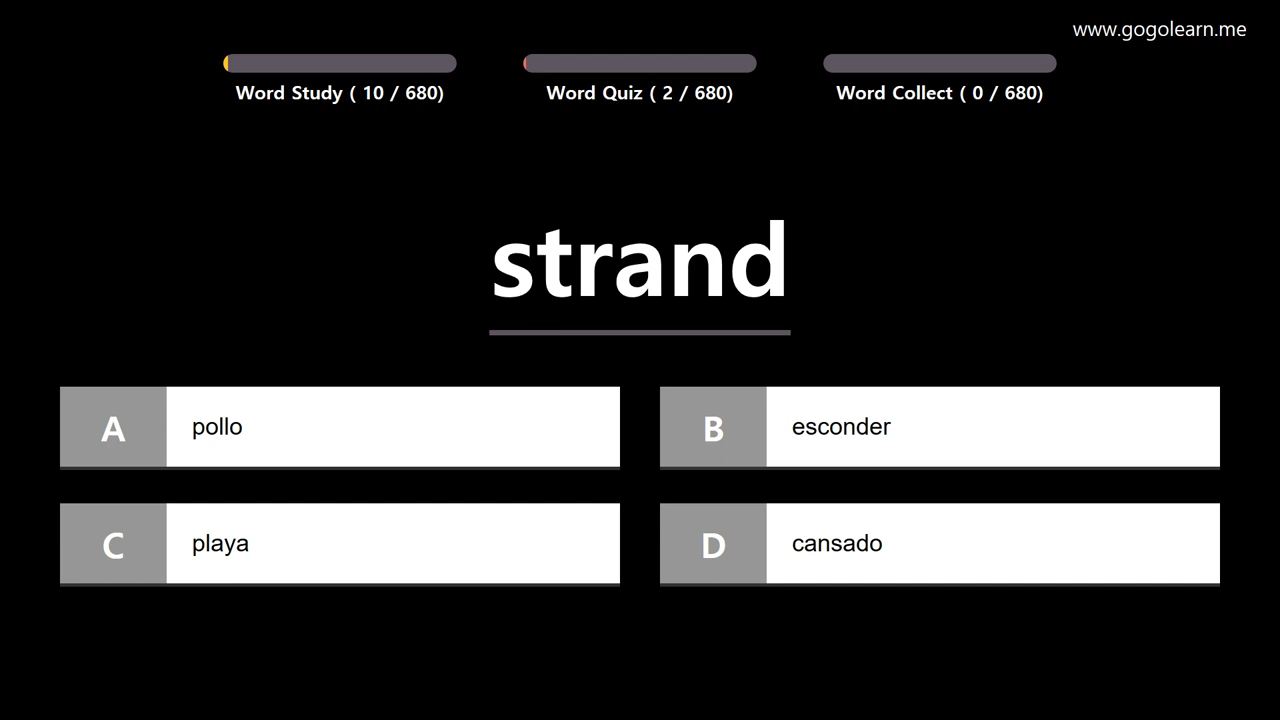 www.gogolearn.me
Word Study ( 10 / 680)
Word Quiz ( 2 / 680)
Word Collect ( 0 / 680)
strand
A pollo
B esconder
C playa
D cansado